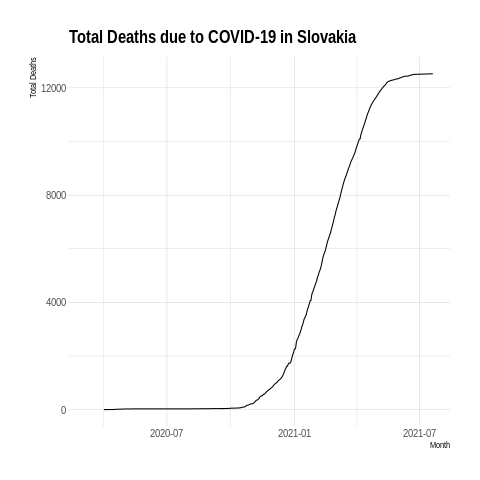 Total Deaths due to COVID-19 in Slovakia
Total Deaths
12000
8000
4000
0
2020-07
2021-01
2021-07
Month